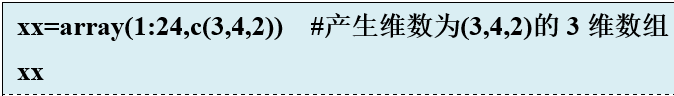 xx=array(1:24,c(3,4,2)) #产生维数为(3,4,2)的 3 维数组
xx